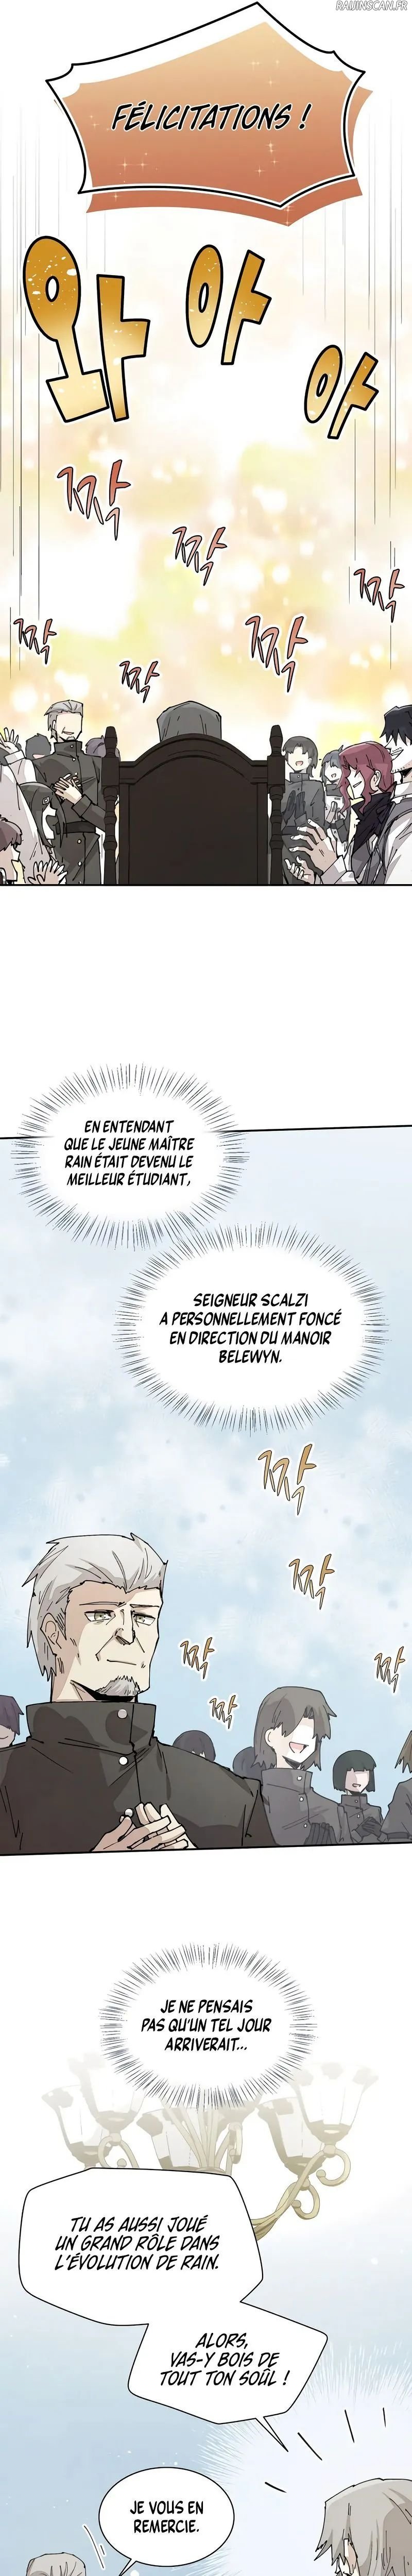 RAIJINSCAN.FR
FÉLICITATIONS !
와 아 아
짝
짝
짝
짝
짝
짝
EN ENTENDANT
QUE LE JEUNE MAÎTRE
RAIN ÉTAIT DEVENU LE
MEILLEUR ÉTUDIANT,
SEIGNEUR SCALZI
A PERSONNELLEMENT FONCÉ
EN DIRECTION DU MANOIR
BELEWYN.
짝
짝
짝
짝
짝
JE NE PENSAIS
PAS QU'UN TEL JOUR
ARRIVERAIT...
TU AS AUSSI JOUÉ
UN GRAND RÔLE DANS
L'ÉVOLUTION DE RAIN.
ALORS,
VAS-Y BOIS DE
TOUT TON SOÛL !
JE VOUS EN
REMERCIE.